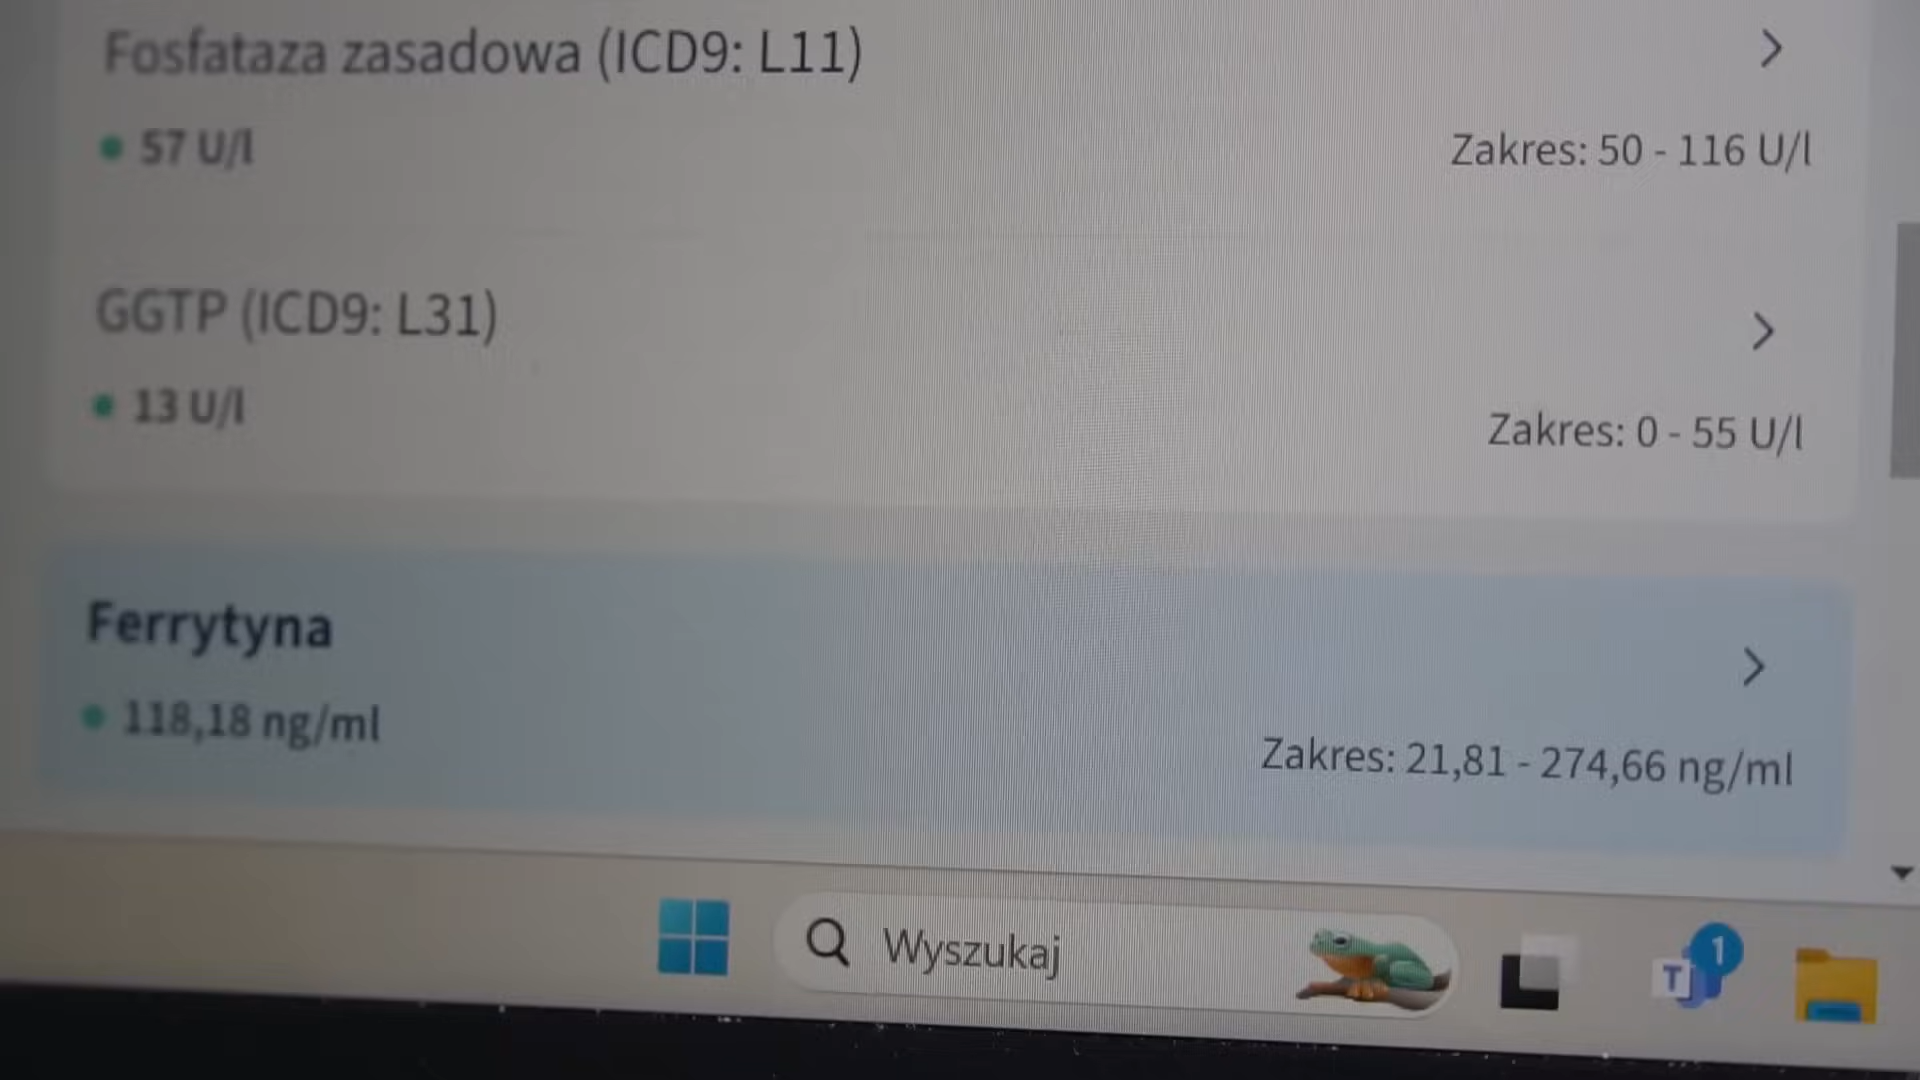 Fosfataza zasadowa (ICD9: L11)
57 U/l
Zakres: 50 - 116 U/l
GGTP (ICD9: L31)
13 U/l
Zakres: 0 - 55 U/l
Ferrytyna
118,18 ng/ml
Zakres: 21,81 - 274,66 ng/ml
Wyszukaj
T
1